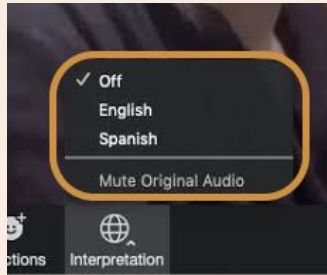 ✓ Off
English
Spanish
Mute Original Audio
ctions
Interpretation